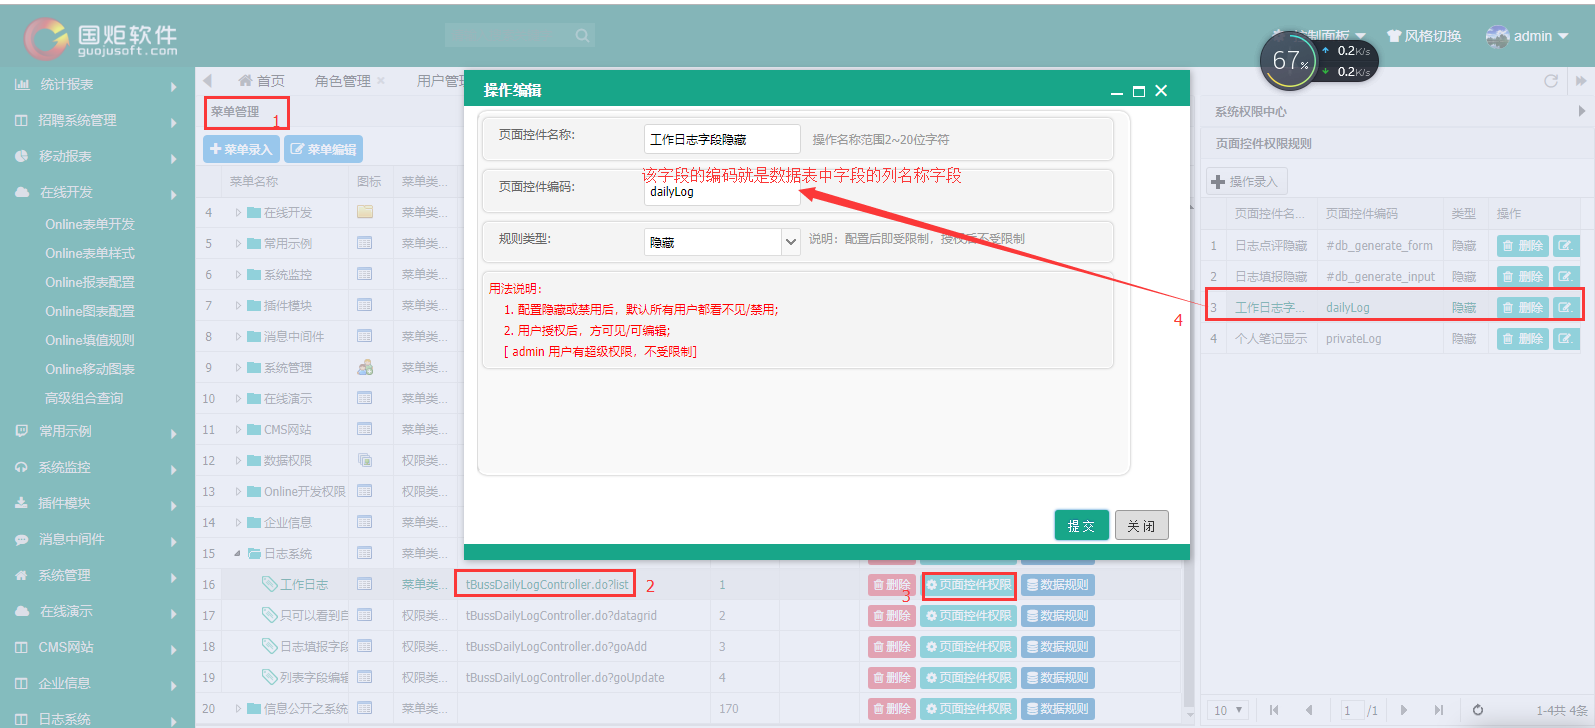 国炬软件
guojusoft.com
控制面板
风格切换
admin
67%
0.2K/s
0.2K/s
统计报表
招聘系统管理
移动报表
在线开发
Online表单开发
Online表单样式
Online报表配置
Online图表配置
Online填值规则
Online移动图表
高级组合查询
常用示例
系统监控
插件模块
消息中间件
系统管理
在线演示
CMS网站
企业信息
日志系统
首页 角色管理 用户管
菜单管理 1
菜单录入 菜单编辑
菜单名称 图标 菜单类...
4 在线开发 菜单类...
5 常用示例 菜单类...
6 系统监控 菜单类...
7 插件模块 菜单类...
8 消息中间件 菜单类...
9 系统管理 菜单类...
10 在线演示 菜单类...
11 CMS网站 菜单类...
12 数据权限 权限类...
13 Online开发权限 权限类...
14 企业信息 菜单类...
15 日志系统 菜单类...
16 工作日志 菜单类... tBussDailyLogController.do?list 2 1 删除 3 页面控件权限 数据规则
17 只可以看到自 权限类... tBussDailyLogController.do?datagrid 2 删除 页面控件权限 数据规则
18 日志填报字段 权限类... tBussDailyLogController.do?goAdd 3 删除 页面控件权限 数据规则
19 列表字段编辑 权限类... tBussDailyLogController.do?goUpdate 4 删除 页面控件权限 数据规则
20 信息公开之系统 菜单类... 170 删除 页面控件权限 数据规则
操作编辑
页面控件名称: 工作日志字段隐藏 操作名称范围2~20位字符
该字段的编码就是数据表中字段的列名称字段
页面控件编码: dailyLog
规则类型: 隐藏 说明：配置后即受限制，授权后不受限制
用法说明：
1. 配置隐藏或禁用后，默认所有用户都看不见/禁用;
2. 用户授权后，方可见/可编辑;
[ admin 用户有超级权限，不受限制]
提交 关闭
系统权限中心
页面控件权限规则
操作录入
页面控件名... 页面控件编码 类型 操作
1 日志点评隐藏 #db_generate_form 隐藏 删除
2 日志填报隐藏 #db_generate_input 隐藏 删除
3 工作日志字... dailyLog 隐藏 删除
4
4 个人笔记显示 privateLog 隐藏 删除
10 1 /1 1-4共 4条